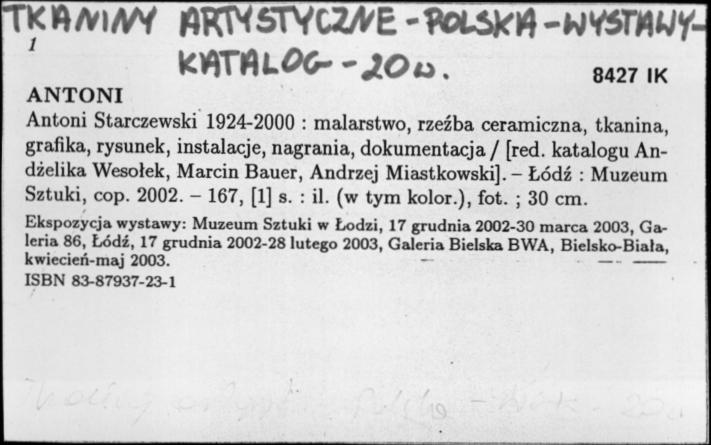 TKANINY ARTYSTYCZNE - POLSKA - WYSTAWY -
1
KATALOG - 20 w.
8427 IK
ANTONI
Antoni Starczewski 1924-2000 : malarstwo, rzeźba ceramiczna, tkanina,
grafika, rysunek, instalacje, nagrania, dokumentacja / [red. katalogu An-
dżelika Wesołek, Marcin Bauer, Andrzej Miastkowski]. – Łódź : Muzeum
Sztuki, cop. 2002. – 167, [1] s. : il. (w tym kolor.), fot. ; 30 cm.
Ekspozycja wystawy: Muzeum Sztuki w Łodzi, 17 grudnia 2002-30 marca 2003, Ga-
leria 86, Łódź, 17 grudnia 2002-28 lutego 2003, Galeria Bielska BWA, Bielsko-Biała,
kwiecień-maj 2003.
ISBN 83-87937-23-1